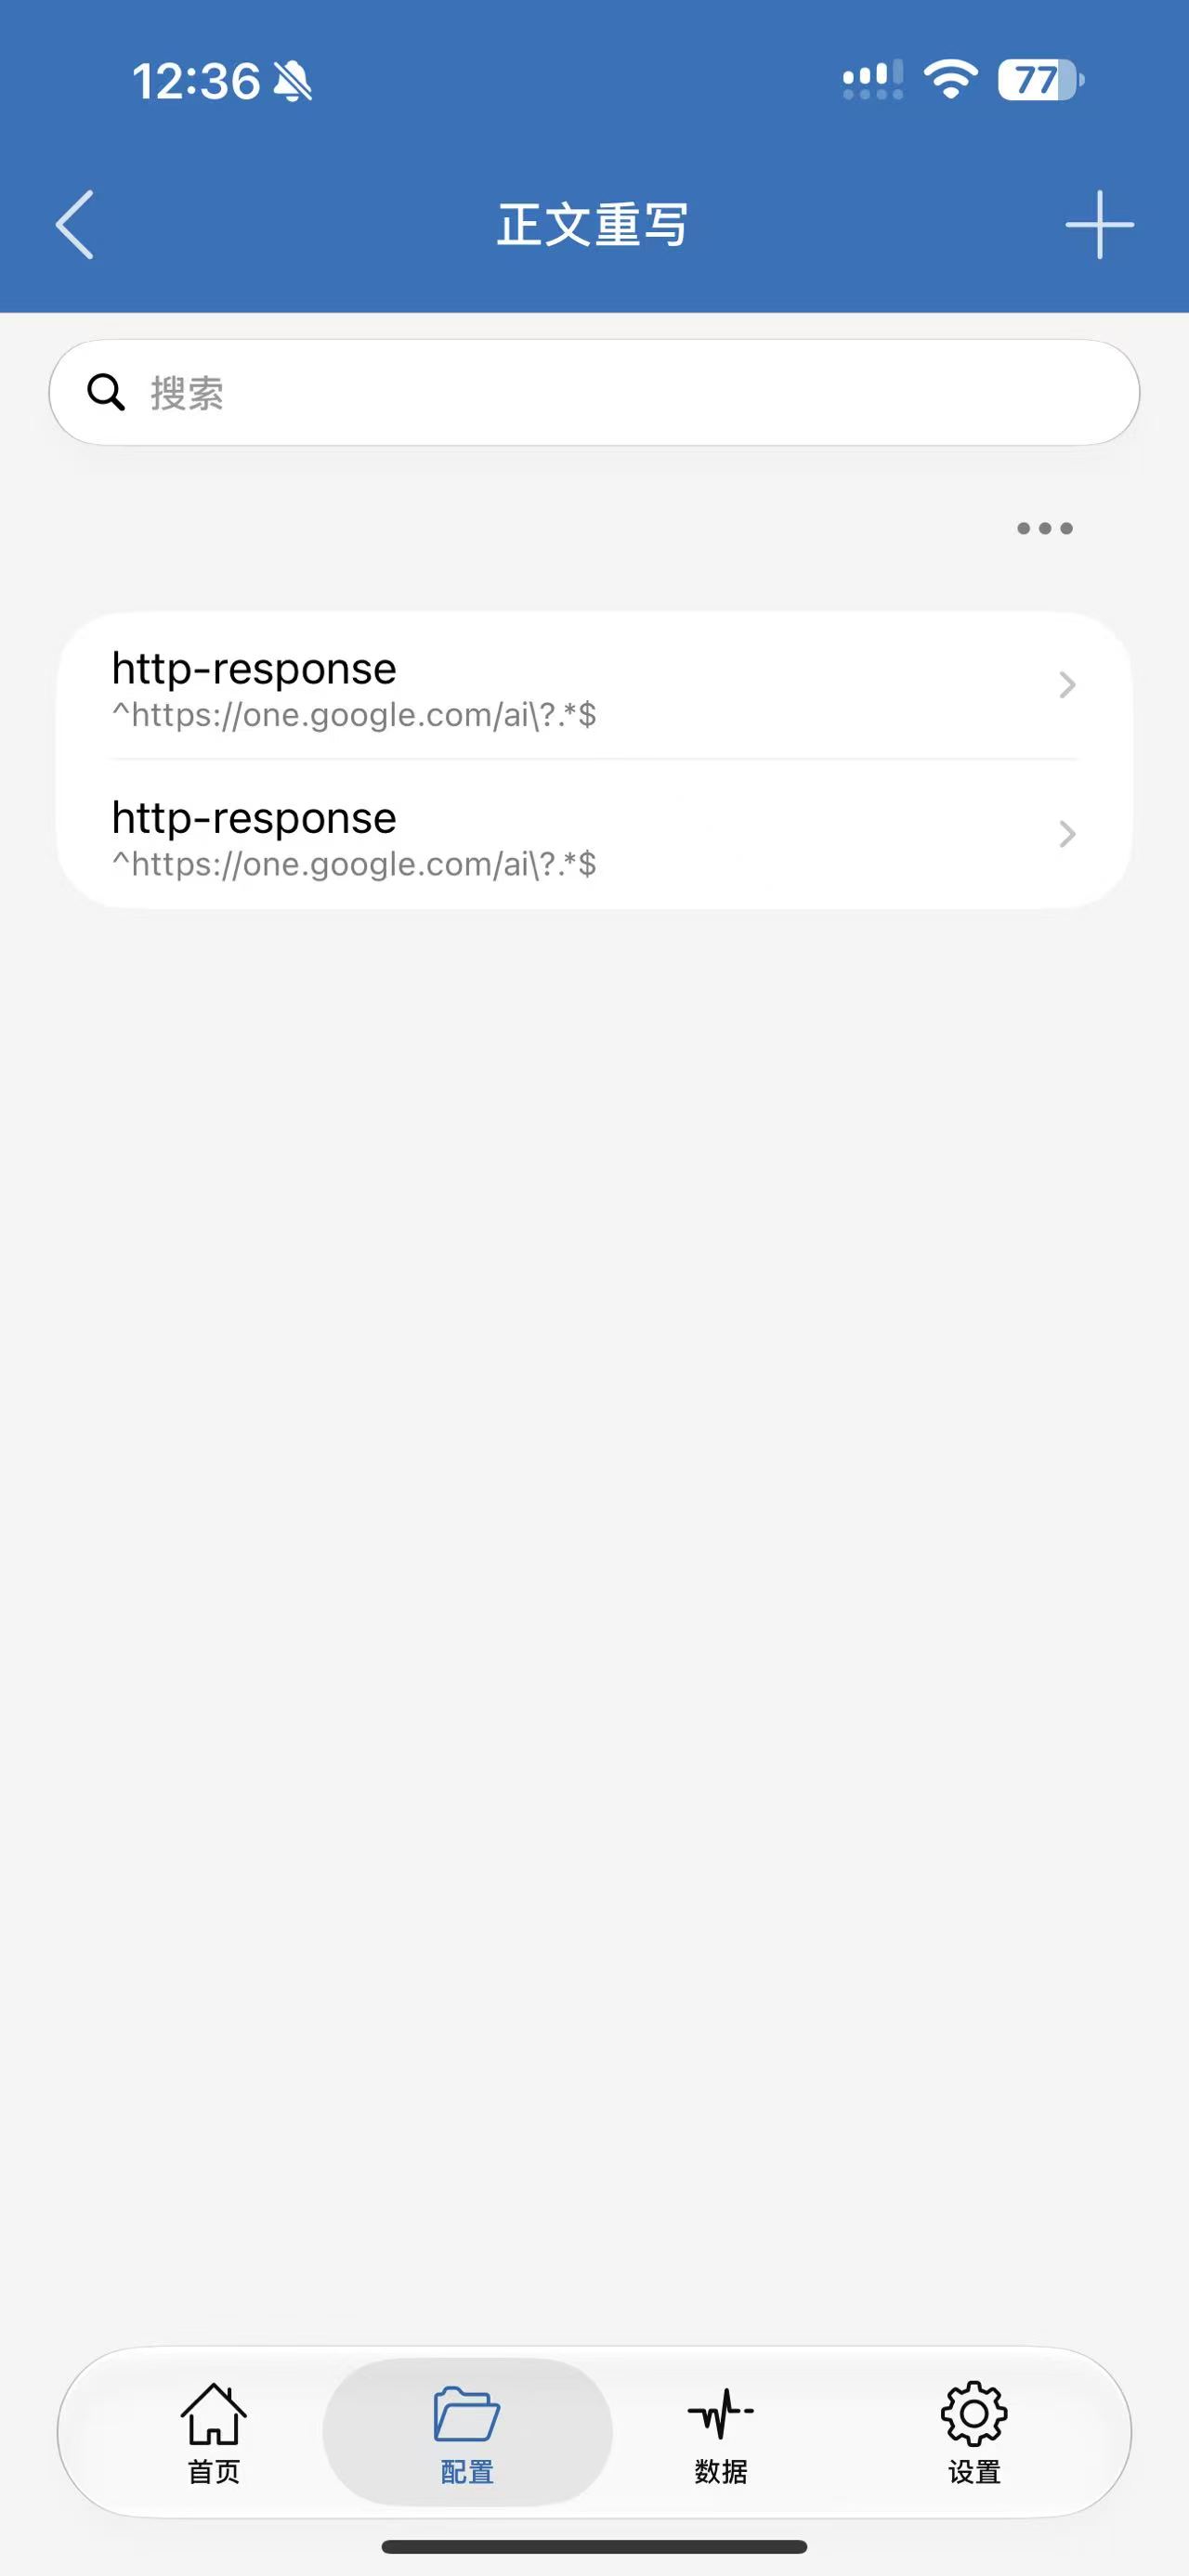 12:36
77
正文重写
搜索
http-response
^https://one.google.com/ai\?.*$
http-response
^https://one.google.com/ai\?.*$
首页
配置
数据
设置